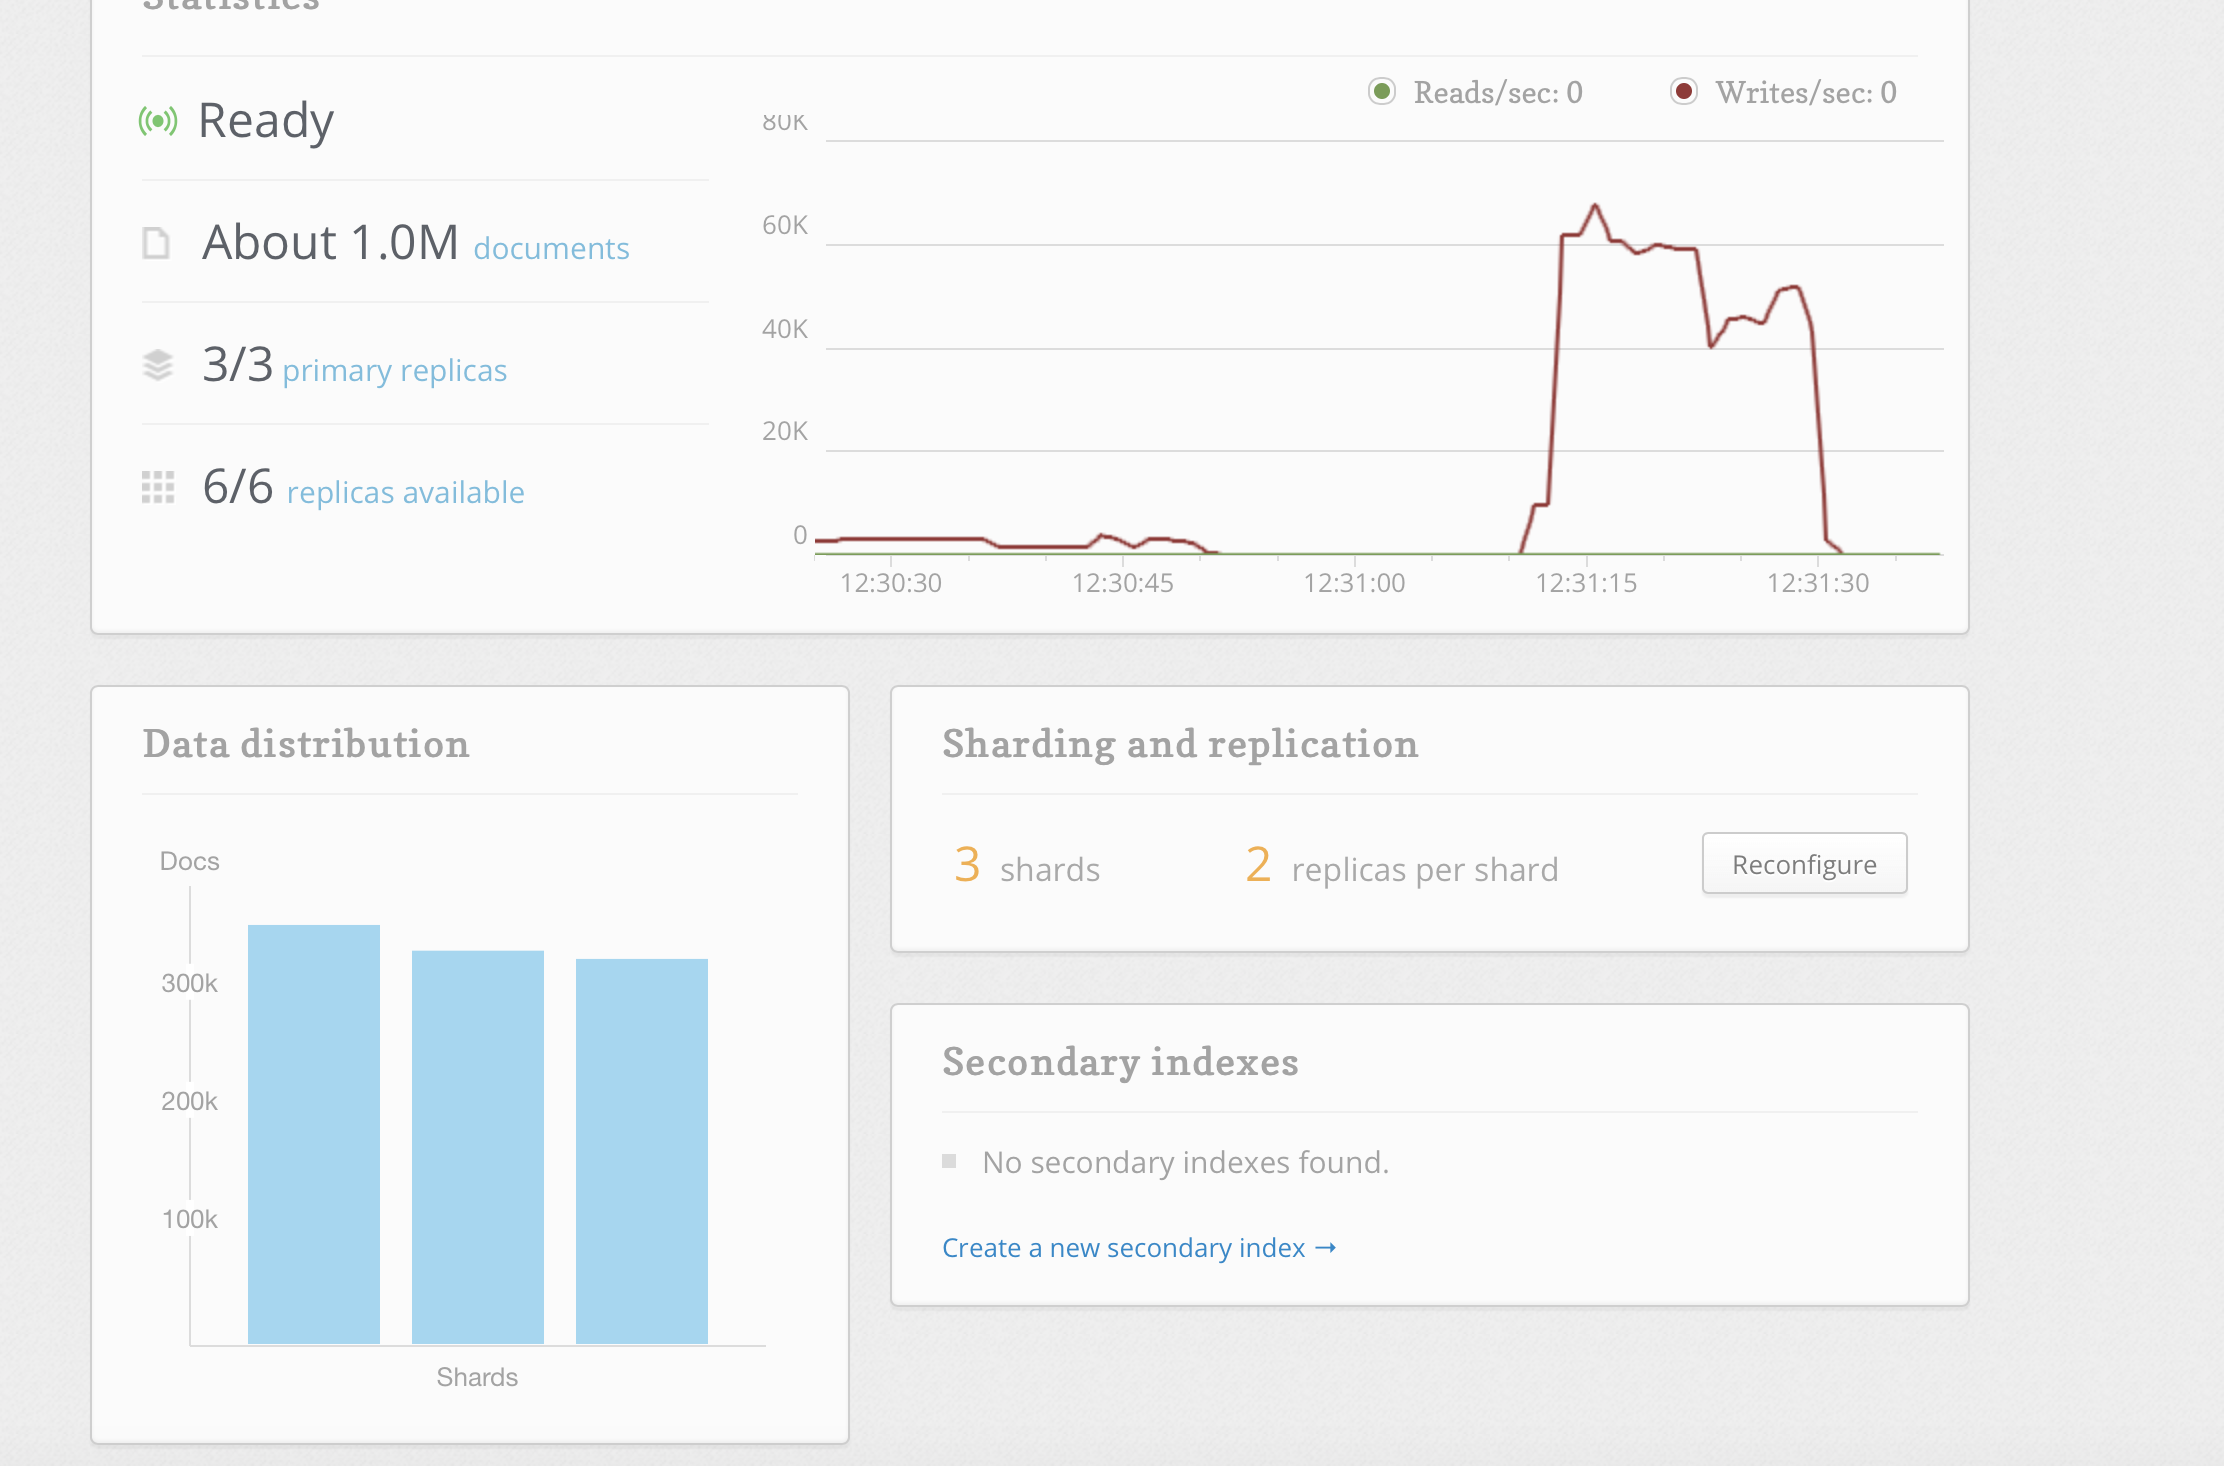 Statistics
Reads/sec: 0
Writes/sec: 0
Ready
About 1.0M documents
3/3 primary replicas
6/6 replicas available
80K
60K
40K
20K
0
12:30:30 12:30:45 12:31:00 12:31:15 12:31:30
Data distribution
Docs
300k
200k
100k
Shards
Sharding and replication
3 shards
2 replicas per shard
Reconfigure
Secondary indexes
No secondary indexes found.
Create a new secondary index →